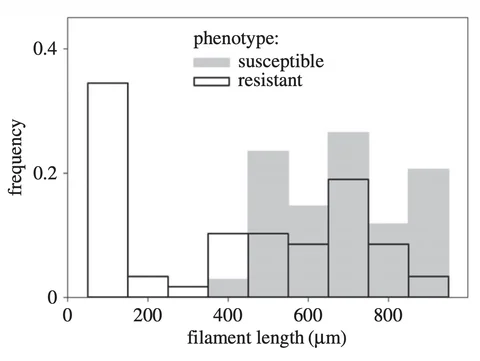 phenotype:
susceptible
resistant
frequency
0.4
0.2
0
0 200 400 600 800
filament length (μm)